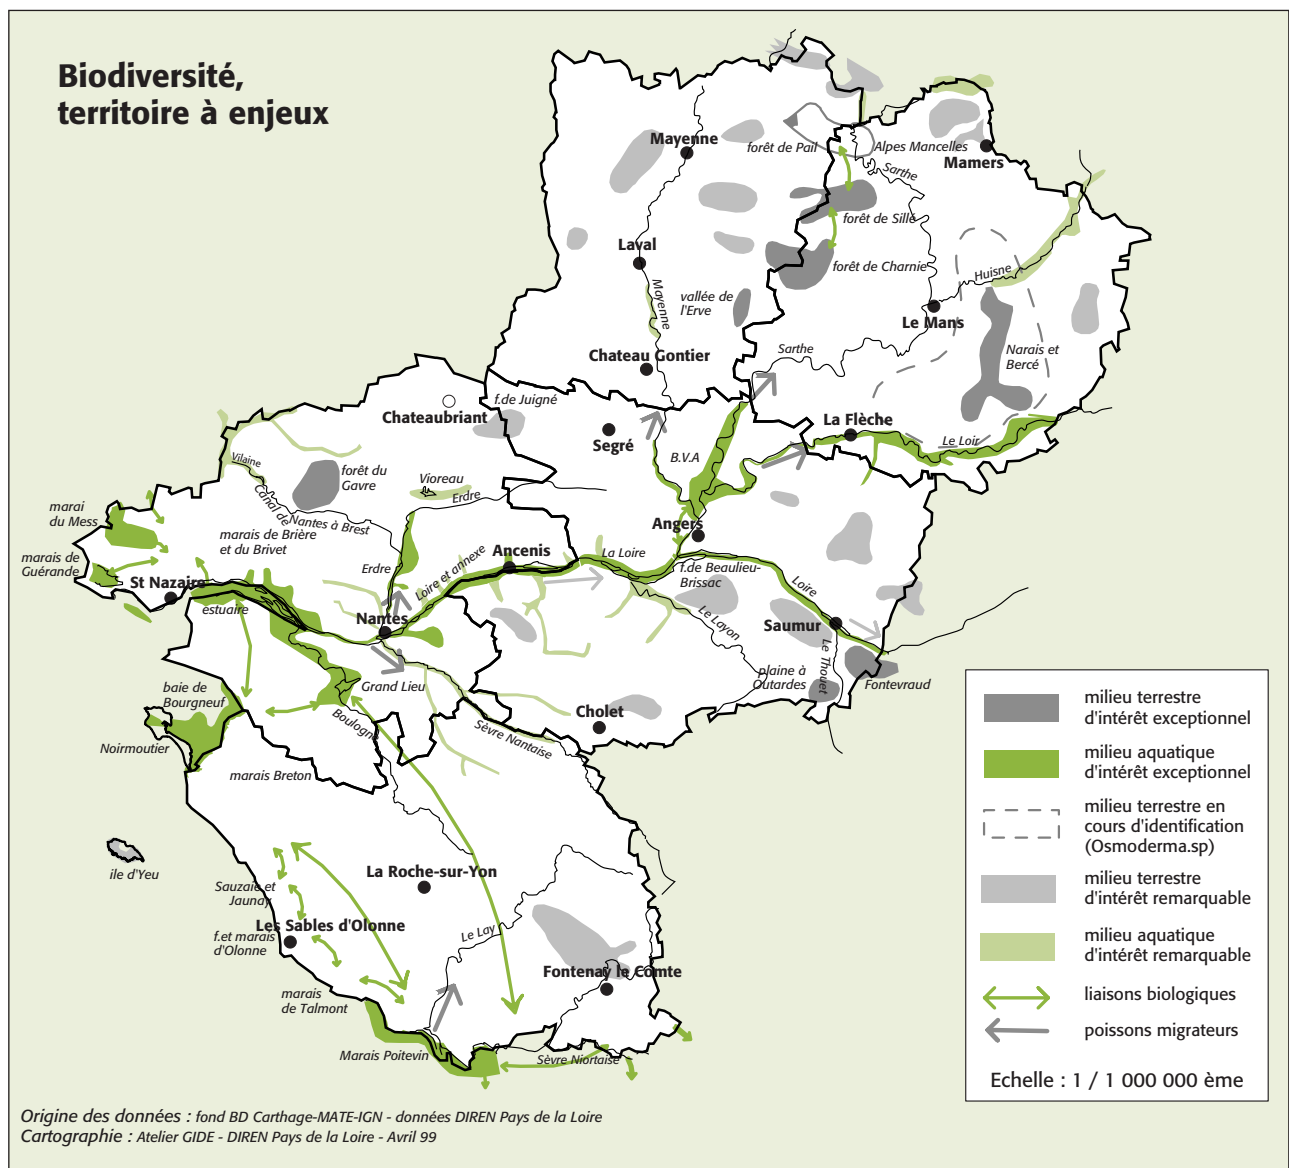 Biodiversité,
territoire à enjeux
Mayenne
forêt de Pail
Alpes Mancelles
Mamers
Sarthe
forêt de Sillé
Laval
forêt de Charnie
Huisne
Mayenne
vallée de
l'Erve
Le Mans
Chateau Gontier
Sarthe
Narais et
Bercé
f.de Juigné
Chateaubriant
La Flèche
Segré
Le Loir
B.V.A
Vilaine
forêt du
Gavre
Vioreau
Erdre
Canal de
Nantes à Brest
marai
du Mess
marais de Brière
et du Brivet
Angers
marais de
Guérande
Ancenis
La Loire
Erdre
Loire et annexe
f.de Beaulieu-
Brissac
St Nazaire
estuaire
Loire
Nantes
Le Layon
Saumur
Le Thouet
Grand Lieu
plaine à
Outardes
Fontevraud
baie de
Bourgneuf
Boulogne
Cholet
Noirmoutier
Sèvre Nantaise
marais Breton
ile d'Yeu
La Roche-sur-Yon
Sauzaie et
Jaunay
Les Sables d'Olonne
f.et marais
d'Olonne
Le Lay
Fontenay le Comte
marais
de Talmont
Marais Poitevin
Sèvre Niortaise
milieu terrestre
d'intérêt exceptionnel
milieu aquatique
d'intérêt exceptionnel
milieu terrestre en
cours d'identification
(Osmoderma.sp)
milieu terrestre
d'intérêt remarquable
milieu aquatique
d'intérêt remarquable
liaisons biologiques
poissons migrateurs
Echelle : 1 / 1 000 000 ème
Origine des données : fond BD Carthage-MATE-IGN - données DIREN Pays de la Loire
Cartographie : Atelier GIDE - DIREN Pays de la Loire - Avril 99